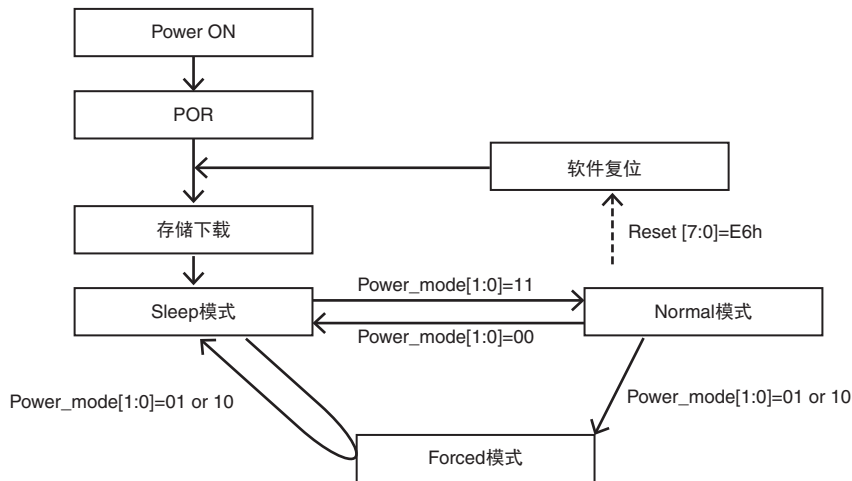 Power ON
POR
软件复位
存储下载
Reset [7:0]=E6h
Power_mode[1:0]=11
Sleep模式
Normal模式
Power_mode[1:0]=00
Power_mode[1:0]=01 or 10
Power_mode[1:0]=01 or 10
Forced模式